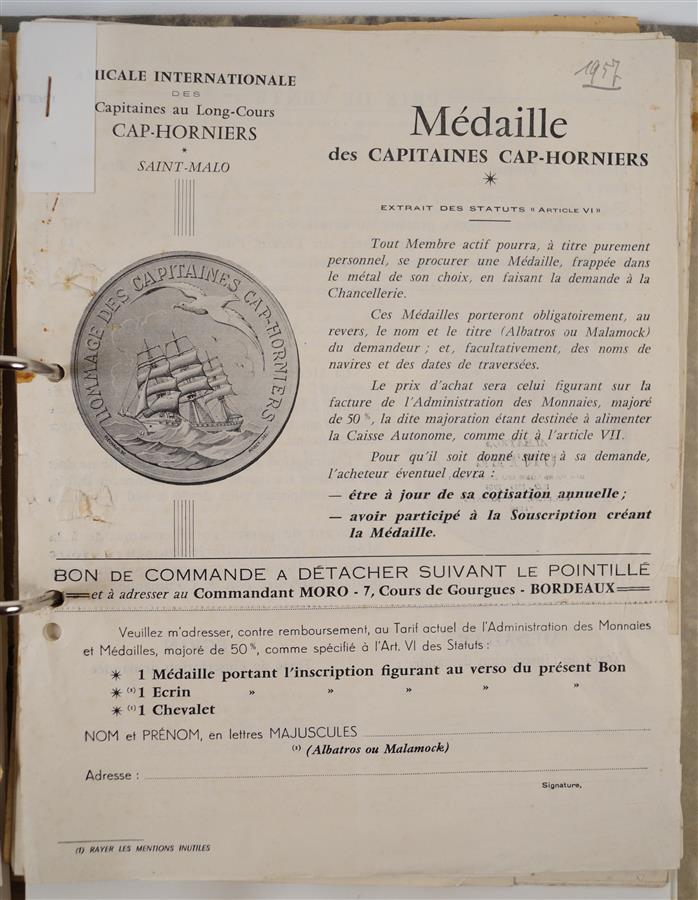 MICALE INTERNATIONALE
DES
Capitaines au Long-Cours
CAP-HORNIERS
*
SAINT-MALO
HOMMAGE DES CAPITAINES CAP-HORNIERS
1957
Médaille
des CAPITAINES CAP-HORNIERS
*
EXTRAIT DES STATUTS « ARTICLE VI »
Tout Membre actif pourra, à titre purement
personnel, se procurer une Médaille, frappée dans
le métal de son choix, en faisant la demande à la
Chancellerie.
Ces Médailles porteront obligatoirement, au
revers, le nom et le titre (Albatros ou Malamock)
du demandeur ; et, facultativement, des noms de
navires et des dates de traversées.
Le prix d'achat sera celui figurant sur la
facture de l'Administration des Monnaies, majoré
de 50 %, la dite majoration étant destinée à alimenter
la Caisse Autonome, comme dit à l'article VII.
Pour qu'il soit donné suite à sa demande,
l'acheteur éventuel devra :
— être à jour de sa cotisation annuelle ;
— avoir participé à la Souscription créant
la Médaille.
BON DE COMMANDE A DÉTACHER SUIVANT LE POINTILLÉ
et à adresser au Commandant MORO - 7, Cours de Gourgues - BORDEAUX
Veuillez m'adresser, contre remboursement, au Tarif actuel de l'Administration des Monnaies
et Médailles, majoré de 50 %, comme spécifié à l'Art. VI des Statuts :
* 1 Médaille portant l'inscription figurant au verso du présent Bon
* (1) 1 Ecrin » » » » »
* (1) 1 Chevalet
NOM et PRÉNOM, en lettres MAJUSCULES
(1) (Albatros ou Malamock)
Adresse :
Signature,
(1) RAYER LES MENTIONS INUTILES